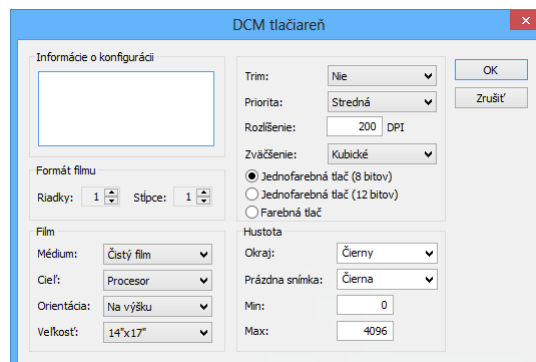 DCM tlačiareň
Informácie o konfigurácii
Formát filmu
Riadky: 1 Stĺpce: 1
Film
Médium: Čistý film
Cieľ: Procesor
Orientácia: Na výšku
Veľkosť: 14"x17"
Trim: Nie
Priorita: Stredná
Rozlíšenie: 200 DPI
Zväčšenie: Kubické
Jednofarebná tlač (8 bitov)
Jednofarebná tlač (12 bitov)
Farebná tlač
Hustota
Okraj: Čierny
Prázdna snímka: Čierna
Min: 0
Max: 4096
OK
Zrušiť